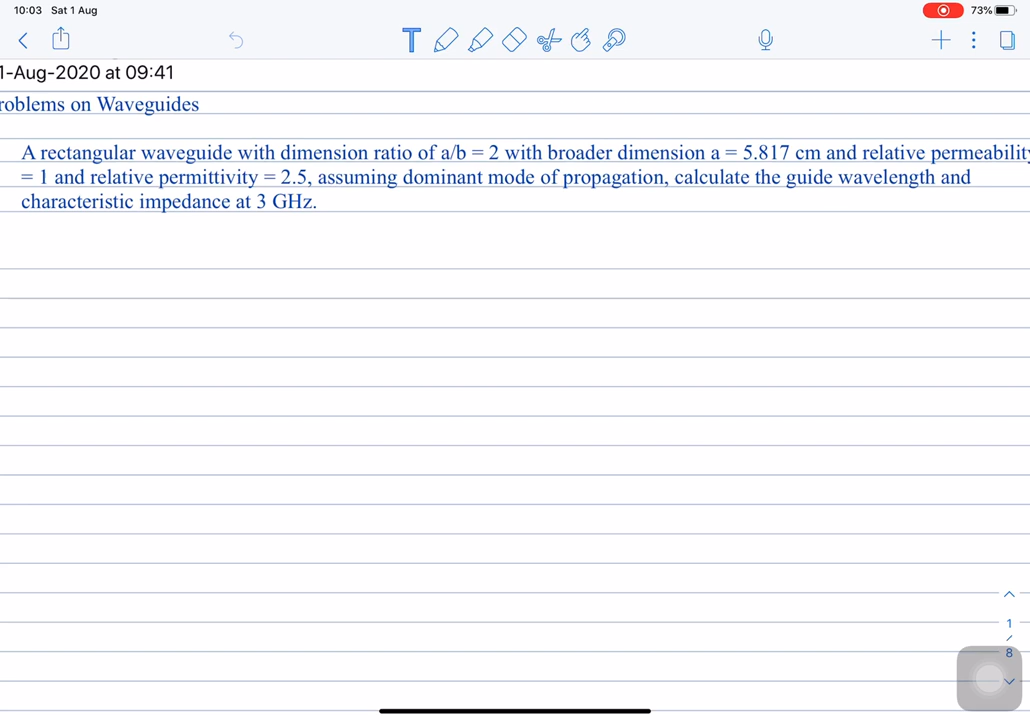 10:03 Sat 1 Aug
73%
T
1-Aug-2020 at 09:41
roblems on Waveguides
A rectangular waveguide with dimension ratio of a/b = 2 with broader dimension a = 5.817 cm and relative permeabilit
= 1 and relative permittivity = 2.5, assuming dominant mode of propagation, calculate the guide wavelength and
characteristic impedance at 3 GHz.
1
/
8